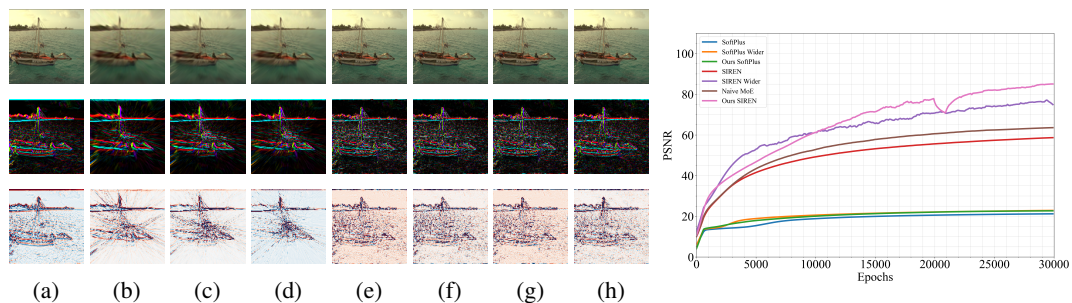 (a) (b) (c) (d) (e) (f) (g) (h)
100
80
60
40
20
0
PSNR
SoftPlus
SoftPlus Wider
Ours SoftPlus
SIREN
SIREN Wider
Naive MoE
Ours SIREN
0 5000 10000 15000 20000 25000 30000
Epochs